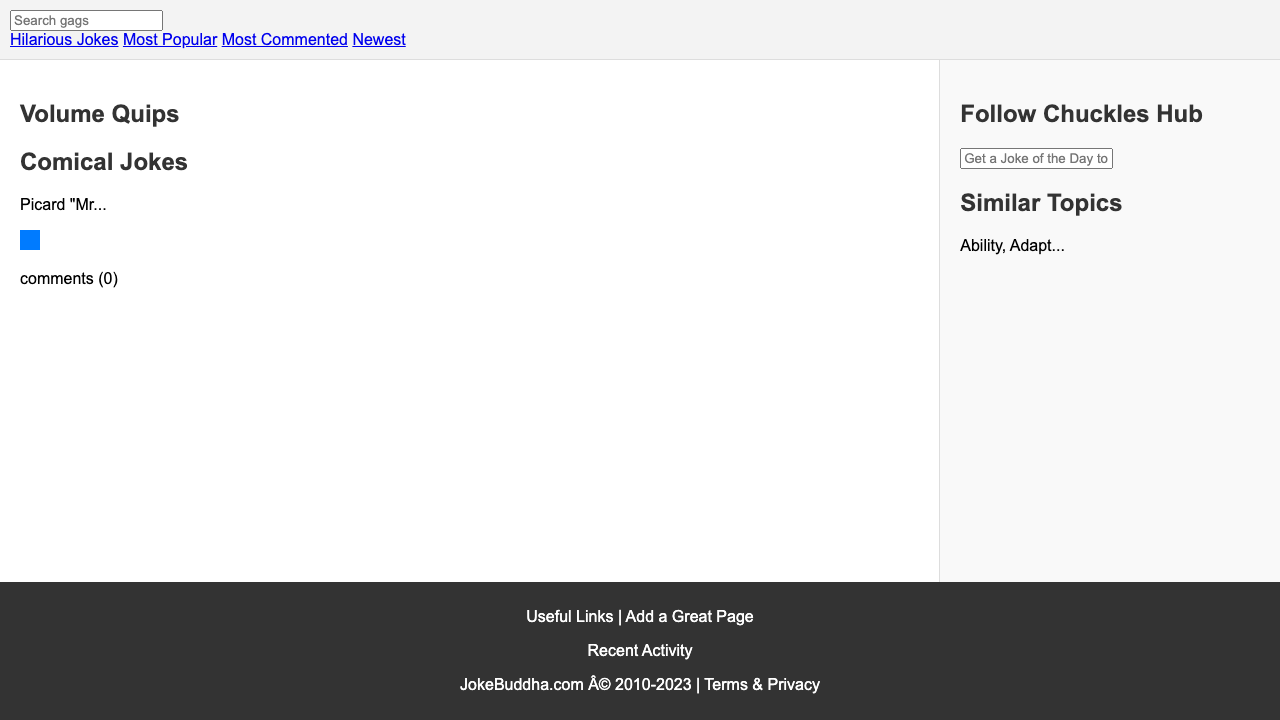 Search gags
Hilarious Jokes Most Popular Most Commented Newest
Volume Quips
Comical Jokes
Picard "Mr...
comments (0)
Follow Chuckles Hub
Get a Joke of the Day to
Similar Topics
Ability, Adapt...
Useful Links | Add a Great Page
Recent Activity
JokeBuddha.com Â© 2010-2023 | Terms & Privacy